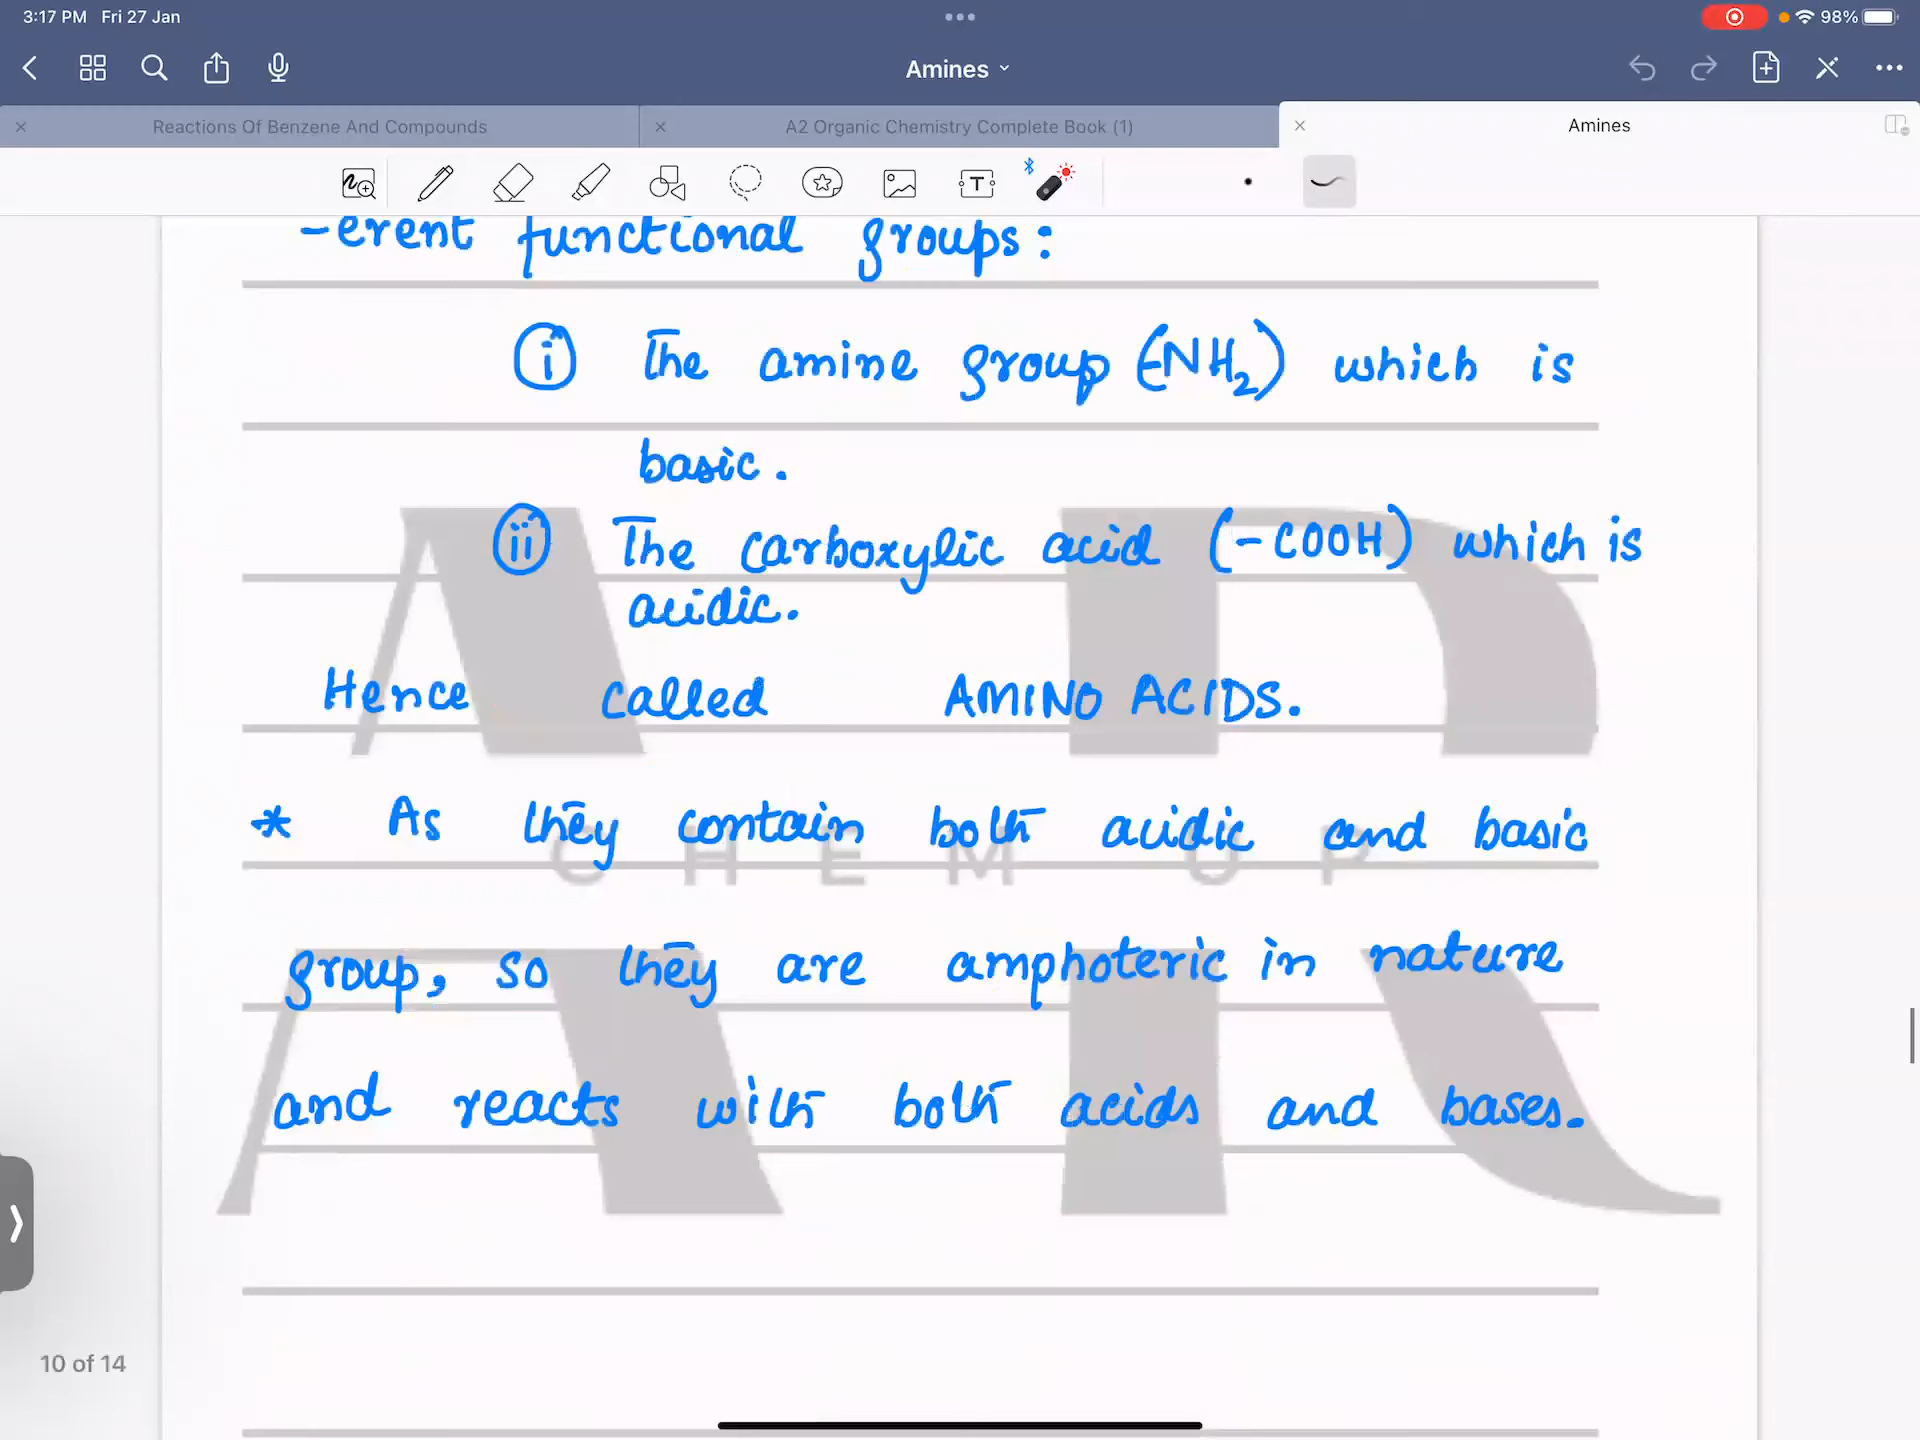 3:17 PM Fri 27 Jan
98%
Amines
Reactions Of Benzene And Compounds
A2 Organic Chemistry Complete Book (1)
Amines
-erent functional groups:
(i) The amine group (-NH₂) which is
basic.
(ii) The carboxylic acid (-COOH) which is
acidic.
Hence called AMINO ACIDS.
* As they contain both acidic and basic
CHEM UP
group, so they are amphoteric in nature
and reacts with both acids and bases.
AR
10 of 14